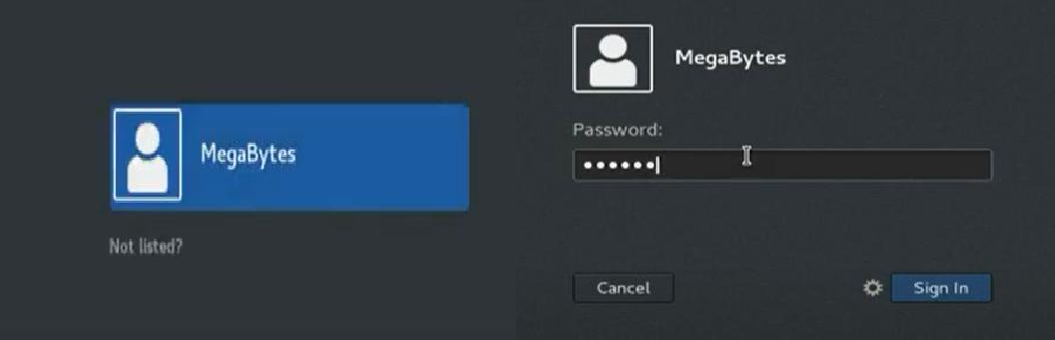 MegaBytes
Not listed?
MegaBytes
Password:
••••••
Cancel
Sign In